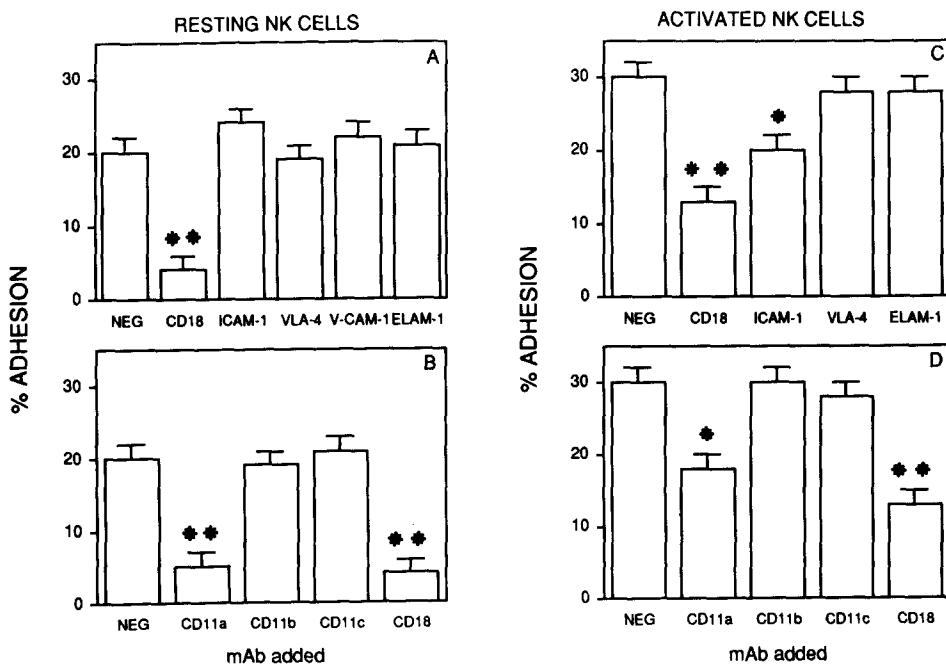 RESTING NK CELLS
ACTIVATED NK CELLS
% ADHESION
A
30
20
10
0
** 
NEG CD18 ICAM-1 VLA-4 V-CAM-1 ELAM-1
B
30
20
10
0
** **
NEG CD11a CD11b CD11c CD18
mAb added
% ADHESION
C
30
20
10
0
** *
NEG CD18 ICAM-1 VLA-4 ELAM-1
D
30
20
10
0
* **
NEG CD11a CD11b CD11c CD18
mAb added